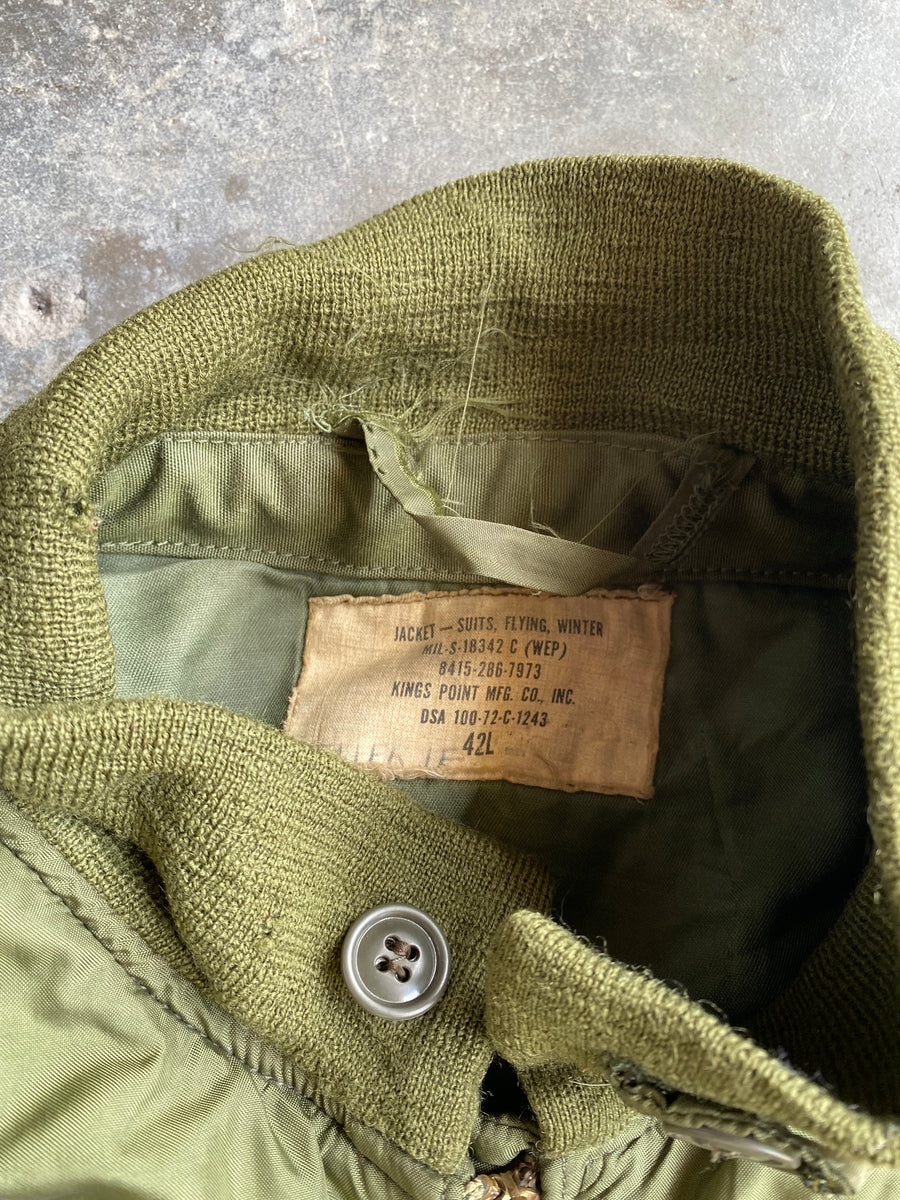 JACKET — SUITS, FLYING, WINTER
MIL-S-18342 C (WEP)
8415-286-7973
KINGS POINT MFG. CO., INC.
DSA 100-72-C-1243
42L